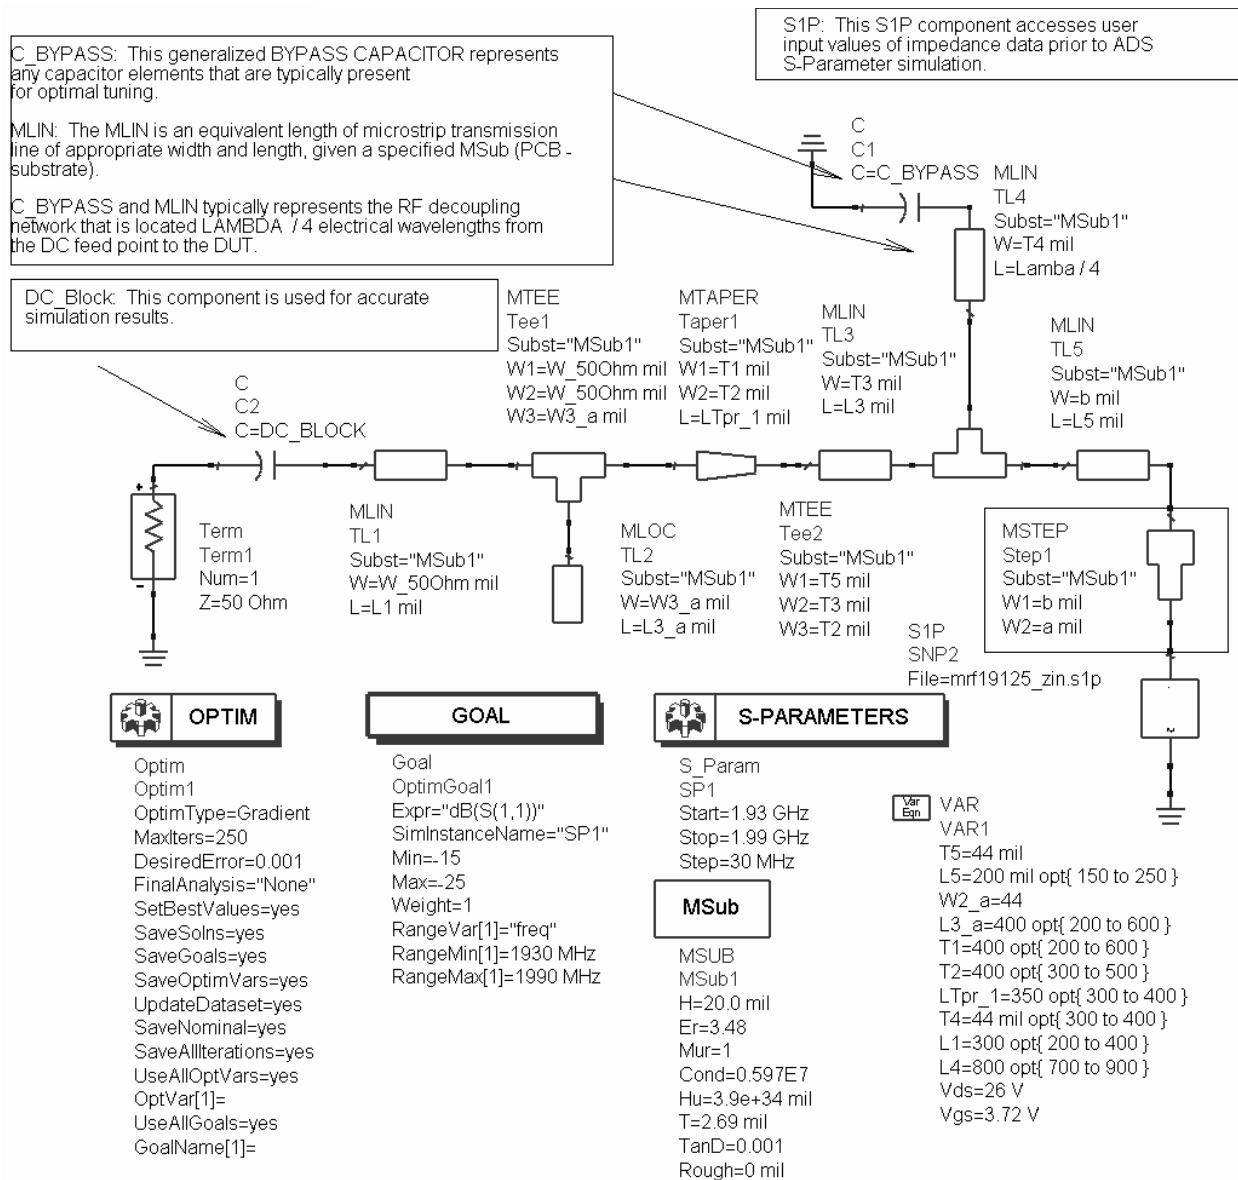 S1P: This S1P component accesses user
input values of impedance data prior to ADS
S-Parameter simulation.
C_BYPASS: This generalized BYPASS CAPACITOR represents
any capacitor elements that are typically present
for optimal tuning.
MLIN: The MLIN is an equivalent length of microstrip transmission
line of appropriate width and length, given a specified MSub (PCB -
substrate).
C_BYPASS and MLIN typically represents the RF decoupling
network that is located LAMBDA / 4 electrical wavelengths from
the DC feed point to the DUT.
C
C1
C=C_BYPASS
MLIN
TL4
Subst="MSub1"
W=T4 mil
L=Lamba / 4
DC_Block: This component is used for accurate
simulation results.
C
C2
C=DC_BLOCK
MTEE
Tee1
Subst="MSub1"
W1=W_50Ohm mil
W2=W_50Ohm mil
W3=W3_a mil
MTAPER
Taper1
Subst="MSub1"
W1=T1 mil
W2=T2 mil
L=LTpr_1 mil
MLIN
TL3
Subst="MSub1"
W=T3 mil
L=L3 mil
MLIN
TL5
Subst="MSub1"
W=b mil
L=L5 mil
+
-
Term
Term1
Num=1
Z=50 Ohm
MLIN
TL1
Subst="MSub1"
W=W_50Ohm mil
L=L1 mil
MLOC
TL2
Subst="MSub1"
W=W3_a mil
L=L3_a mil
MTEE
Tee2
Subst="MSub1"
W1=T5 mil
W2=T3 mil
W3=T2 mil
MSTEP
Step1
Subst="MSub1"
W1=b mil
W2=a mil
S1P
SNP2
File=mrf19125_zin.s1p
OPTIM
Optim
Optim1
OptimType=Gradient
MaxIters=250
DesiredError=0.001
FinalAnalysis="None"
SetBestValues=yes
SaveSolns=yes
SaveGoals=yes
SaveOptimVars=yes
UpdateDataset=yes
SaveNominal=yes
SaveAllIterations=yes
UseAllOptVars=yes
OptVar[1]=
UseAllGoals=yes
GoalName[1]=
GOAL
Goal
OptimGoal1
Expr="dB(S(1,1))"
SimInstanceName="SP1"
Min=-15
Max=-25
Weight=1
RangeVar[1]="freq"
RangeMin[1]=1930 MHz
RangeMax[1]=1990 MHz
S-PARAMETERS
S_Param
SP1
Start=1.93 GHz
Stop=1.99 GHz
Step=30 MHz
MSub
MSUB
MSub1
H=20.0 mil
Er=3.48
Mur=1
Cond=0.597E7
Hu=3.9e+34 mil
T=2.69 mil
TanD=0.001
Rough=0 mil
Var
Eqn
VAR
VAR1
T5=44 mil
L5=200 mil opt{ 150 to 250 }
W2_a=44
L3_a=400 opt{ 200 to 600 }
T1=400 opt{ 200 to 600 }
T2=400 opt{ 300 to 500 }
LTpr_1=350 opt{ 300 to 400 }
T4=44 mil opt{ 300 to 400 }
L1=300 opt{ 200 to 400 }
L4=800 opt{ 700 to 900 }
Vds=26 V
Vgs=3.72 V